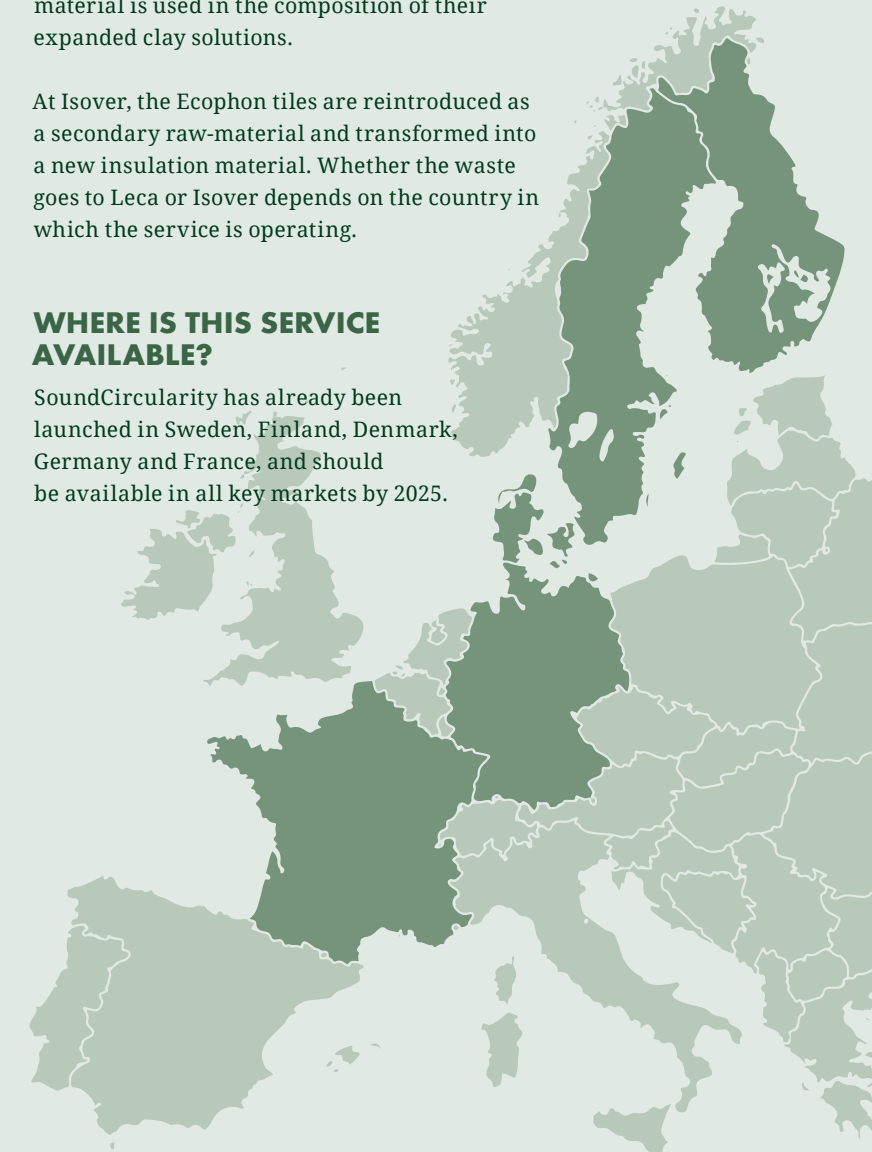 material is used in the composition of their
expanded clay solutions.
At Isover, the Ecophon tiles are reintroduced as
a secondary raw-material and transformed into
a new insulation material. Whether the waste
goes to Leca or Isover depends on the country in
which the service is operating.
WHERE IS THIS SERVICE
AVAILABLE?
SoundCircularity has already been
launched in Sweden, Finland, Denmark,
Germany and France, and should
be available in all key markets by 2025.